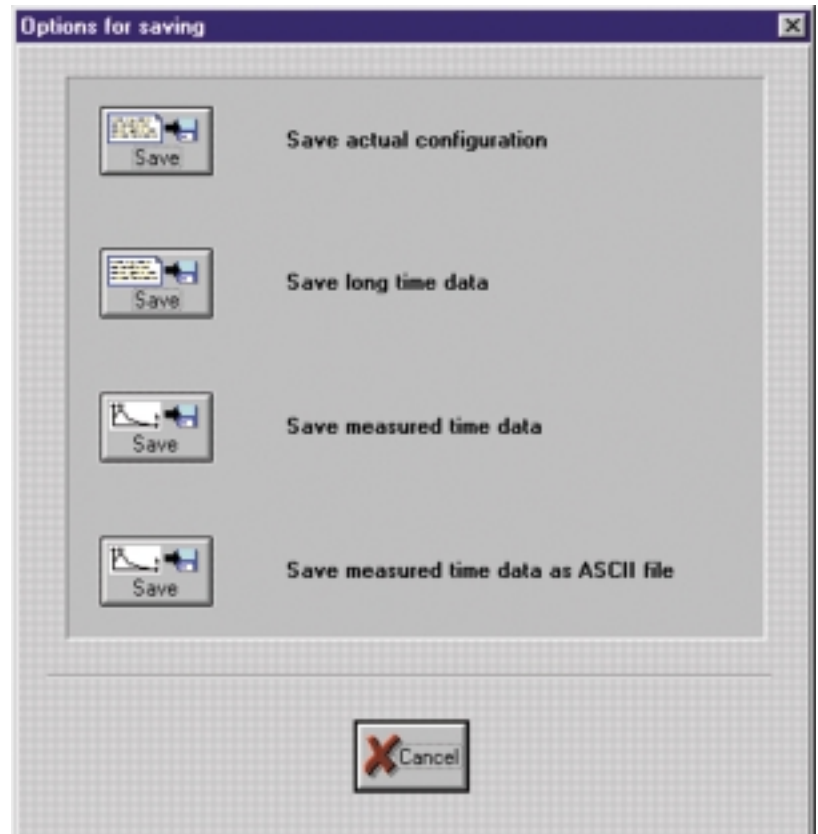 Options for saving
Save
Save actual configuration
Save
Save long time data
Save
Save measured time data
Save
Save measured time data as ASCII file
Cancel